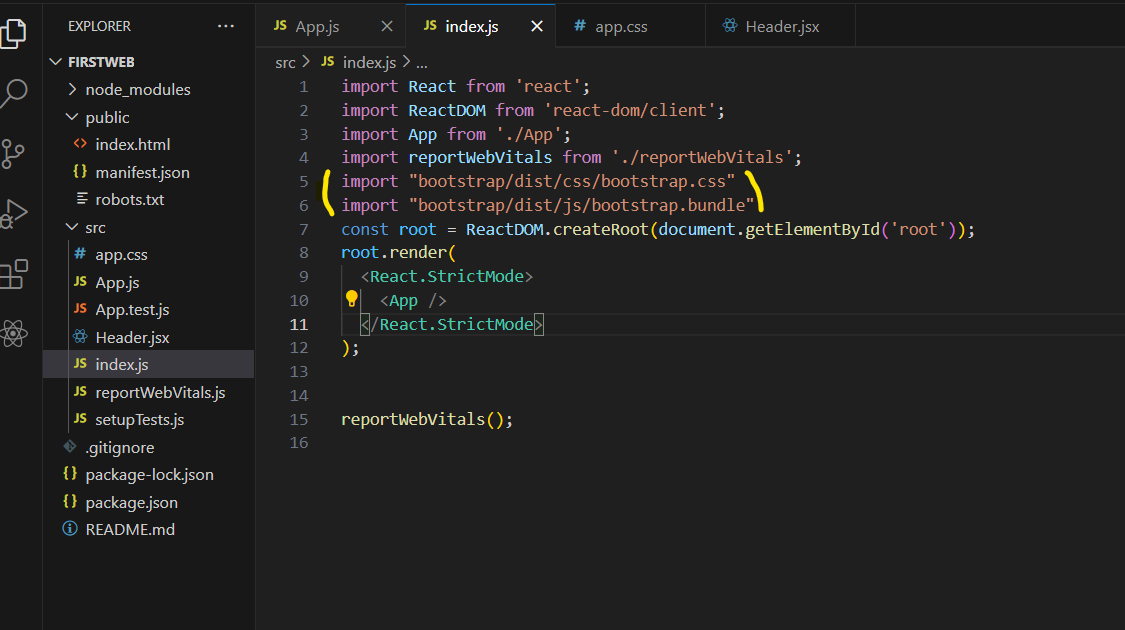 EXPLORER
FIRSTWEB
node_modules
public
index.html
manifest.json
robots.txt
src
app.css
App.js
App.test.js
Header.jsx
index.js
reportWebVitals.js
setupTests.js
.gitignore
package-lock.json
package.json
README.md
JS App.js
JS index.js
# app.css
Header.jsx
src > JS index.js > ...
1 import React from 'react';
2 import ReactDOM from 'react-dom/client';
3 import App from './App';
4 import reportWebVitals from './reportWebVitals';
5 import "bootstrap/dist/css/bootstrap.css"
6 import "bootstrap/dist/js/bootstrap.bundle"
7 const root = ReactDOM.createRoot(document.getElementById('root'));
8 root.render(
9 <React.StrictMode>
10 <App />
11 </React.StrictMode>
12 );
13
14
15 reportWebVitals();
16